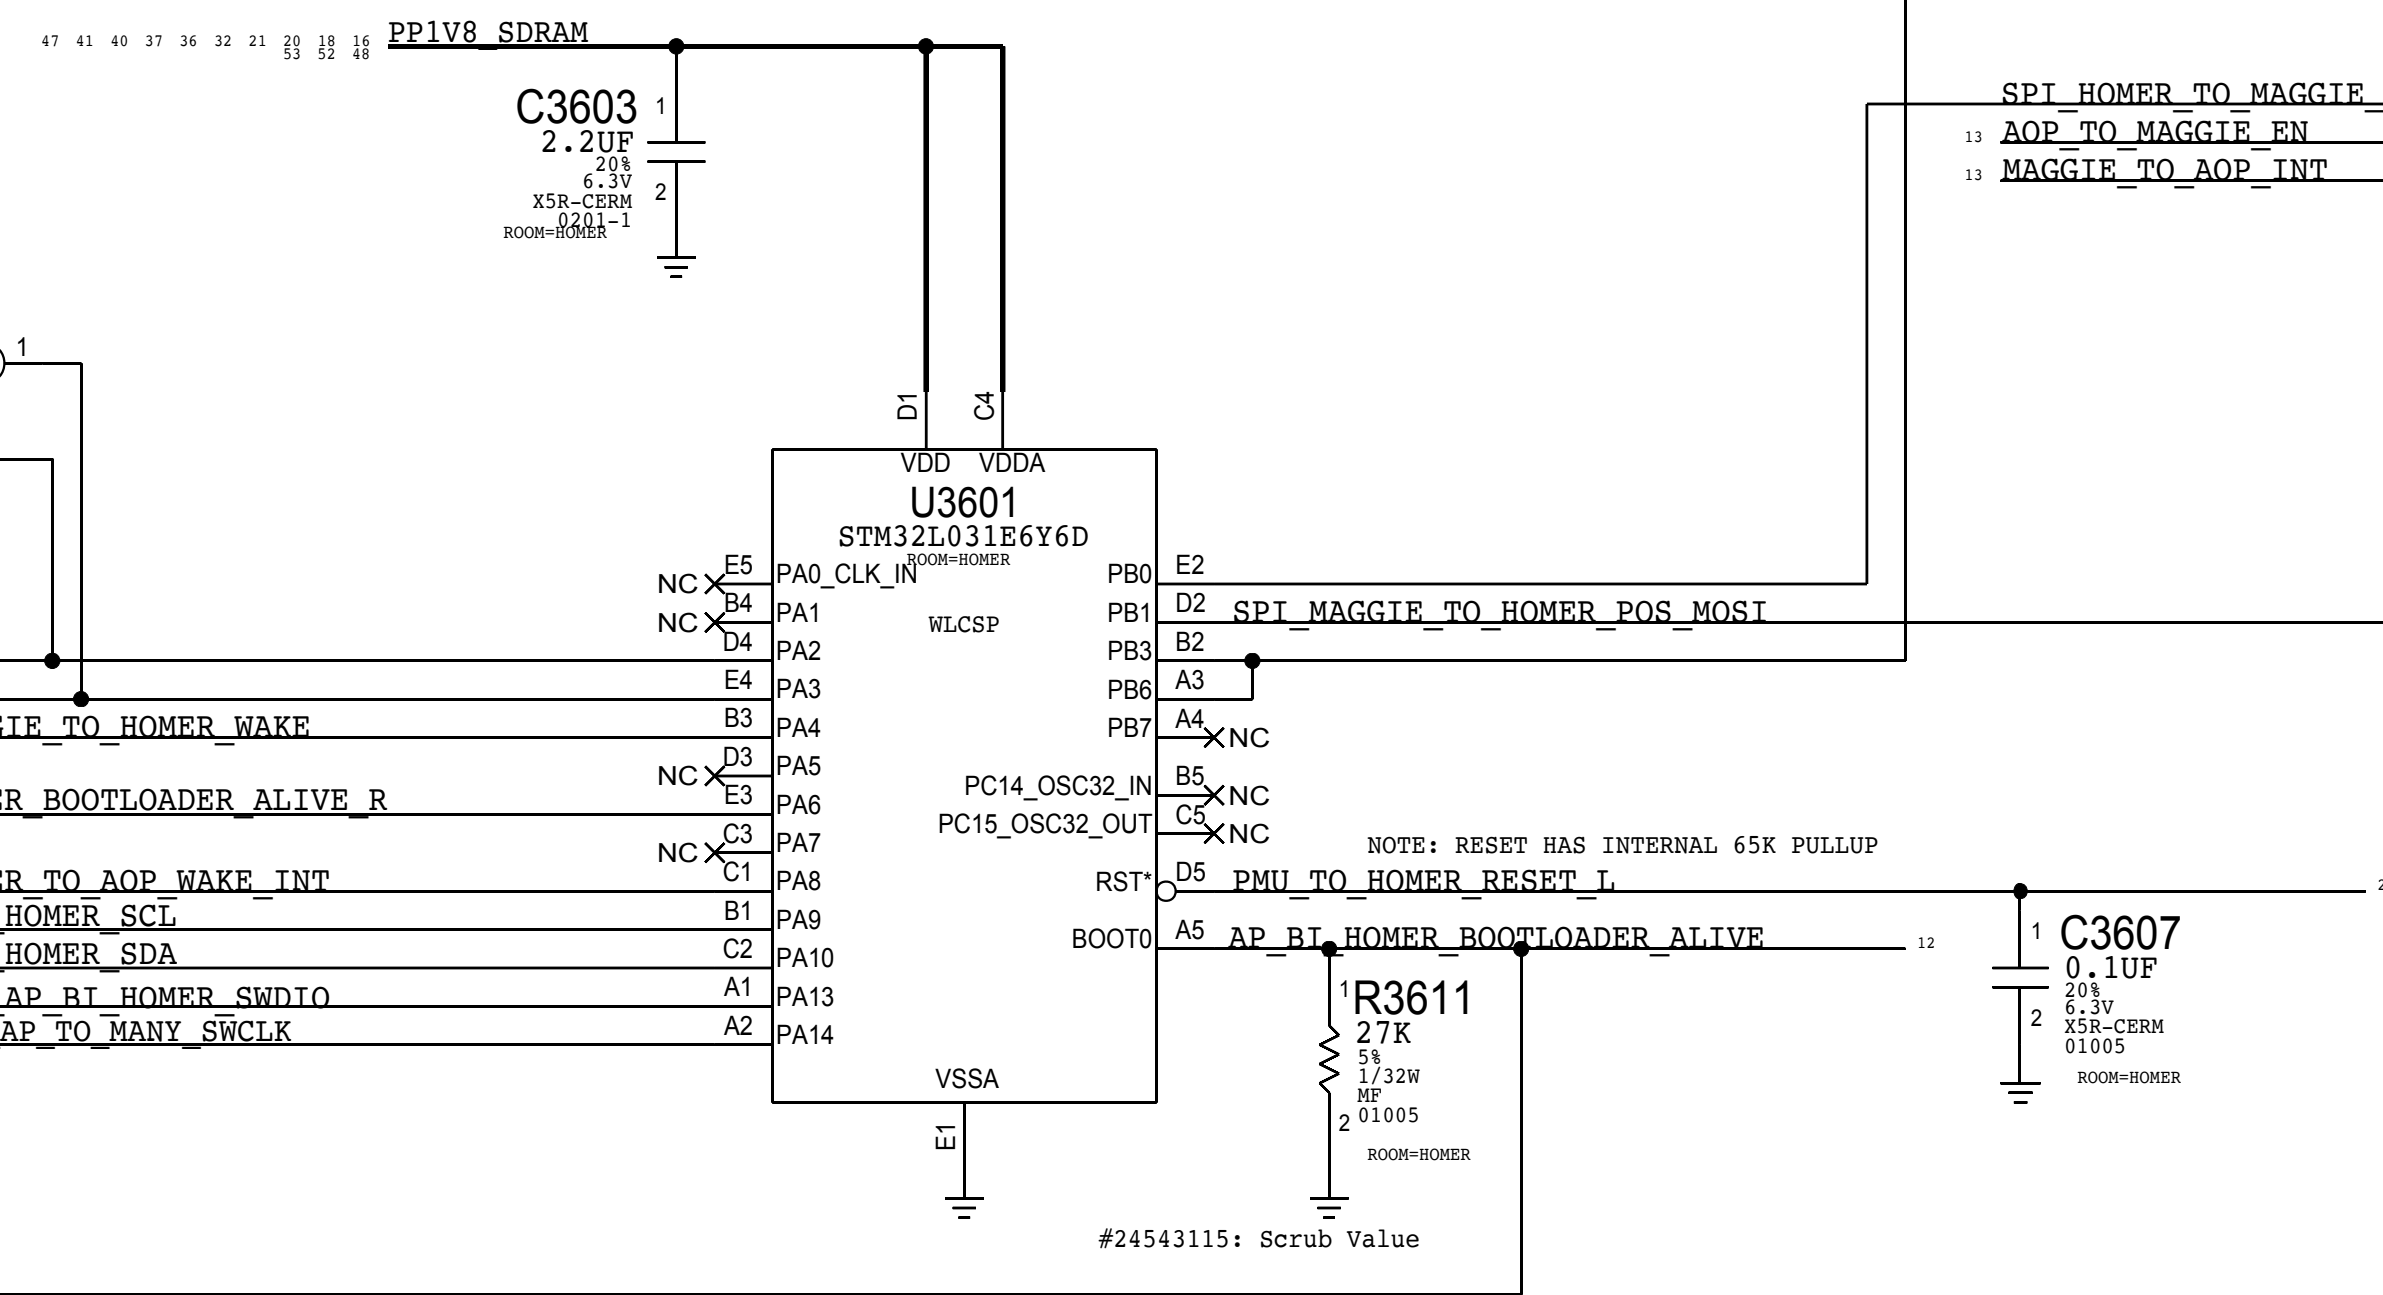 47 41 40 37 36 32 21 20 18 16
53 52 48
PP1V8_SDRAM
C3603
1
2.2UF
20%
6.3V
X5R-CERM
0201-1
ROOM=HOMER
2
SPI_HOMER_TO_MAGGIE_
13 AOP_TO_MAGGIE_EN
13 MAGGIE_TO_AOP_INT
1
D1
C4
VDD VDDA
U3601
STM32L031E6Y6D
ROOM=HOMER
WLCSP
NC E5 PA0_CLK_IN
NC B4 PA1
D4 PA2
E4 PA3
GIE_TO_HOMER_WAKE B3 PA4
NC D3 PA5
ER_BOOTLOADER_ALIVE_R E3 PA6
NC C3 PA7
ER_TO_AOP_WAKE_INT C1 PA8
HOMER_SCL B1 PA9
HOMER_SDA C2 PA10
AP_BI_HOMER_SWDIO A1 PA13
AP_TO_MANY_SWCLK A2 PA14
PB0 E2
PB1 D2 SPI_MAGGIE_TO_HOMER_POS_MOSI
PB3 B2
PB6 A3
PB7 A4 NC
PC14_OSC32_IN B5 NC
PC15_OSC32_OUT C5 NC
NOTE: RESET HAS INTERNAL 65K PULLUP
RST* D5 PMU_TO_HOMER_RESET_L
BOOT0 A5 AP_BI_HOMER_BOOTLOADER_ALIVE 12
VSSA
E1
1
R3611
27K
5%
1/32W
MF
01005
2
ROOM=HOMER
#24543115: Scrub Value
1
C3607
0.1UF
20%
6.3V
X5R-CERM
01005
2
ROOM=HOMER